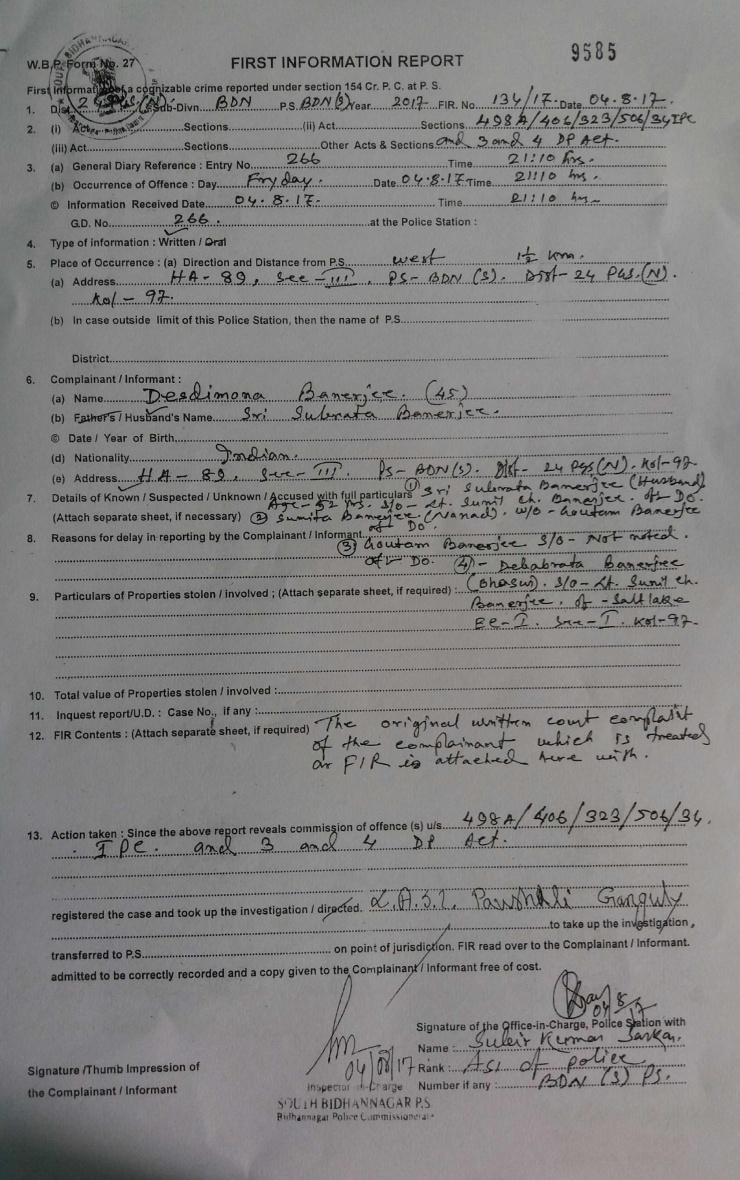 9585
W.B.P. Form No. 27
FIRST INFORMATION REPORT
First information of a cognizable crime reported under section 154 Cr. P. C. at P. S.
1. Dist. 24 PGS (N). Sub-Divn. BDN P.S. BDN (S) Year 2017 FIR. No 134/17. Date 04.8.17.
2. (i) Act Sections (ii) Act Sections 498A/406/323/506/34 IPC
(iii) Act Sections Other Acts & Sections and 3 and 4 DP Act.
3. (a) General Diary Reference : Entry No. 266 Time 21:10 hrs.
(b) Occurrence of Offence : Day Fryday. Date 04.8.17 Time 21:10 hrs.
© Information Received Date 04.8.17. Time 21:10 hrs.
G.D. No. 266. at the Police Station :
4. Type of information : Written / Oral
5. Place of Occurrence : (a) Direction and Distance from P.S. west 1½ km.
(a) Address HA-89, Sec-III, PS-BDN (S). Dist-24 PGS.(N).
Kol-97.
(b) In case outside limit of this Police Station, then the name of P.S.
District
6. Complainant / Informant :
(a) Name Desdimona Banerjee. (45)
(b) Father's / Husband's Name Sri Subrata Banerjee.
© Date / Year of Birth
(d) Nationality Indian.
(e) Address HA-89, Sec-III. PS-BDN(S). Dist-24 PGS(N). Kol-97
7. Details of Known / Suspected / Unknown / Accused with full particulars (1) Sri Subrata Banerjee (Husband)
Age-52 yrs. S/o-Lt. Sunil Ch. Banerjee. of Do.
(Attach separate sheet, if necessary) (2) Sumita Banerjee (Nanad). W/o-Goutam Banerjee
of Do.
8. Reasons for delay in reporting by the Complainant / Informant
(3) Goutam Banerjee S/o-Not noted.
of Do. (4)-Debabrata Banerjee
(Bhasur). S/o-Lt. Sunil Ch.
9. Particulars of Properties stolen / involved ; (Attach separate sheet, if required) :
Banerjee. of-Saltlake
EE-I. Sec-I. Kol-97.
10. Total value of Properties stolen / involved :
11. Inquest report/U.D. : Case No., if any :
12. FIR Contents : (Attach separate sheet, if required) The original written court complaint
of the complainant which is treated
as FIR is attached here with.
13. Action taken : Since the above report reveals commission of offence (s) u/s. 498A/406/323/506/34.
IPC. and 3 and 4 DP Act.
registered the case and took up the investigation / directed. L.A.S.I. Ganguly
to take up the investigation,
transferred to P.S. on point of jurisdiction. FIR read over to the Complainant / Informant.
admitted to be correctly recorded and a copy given to the Complainant / Informant free of cost.
04/8/17
Signature of the Office-in-Charge, Police Station with
Name : Subir Kumar Sarkar.
04/08/17
Rank : ASI of police
Number if any : BDN (S) PS.
Signature /Thumb Impression of
the Complainant / Informant
Inspector-in-Charge
SOUTH BIDHANNAGAR P.S
Bidhannagar Police Commissionerate